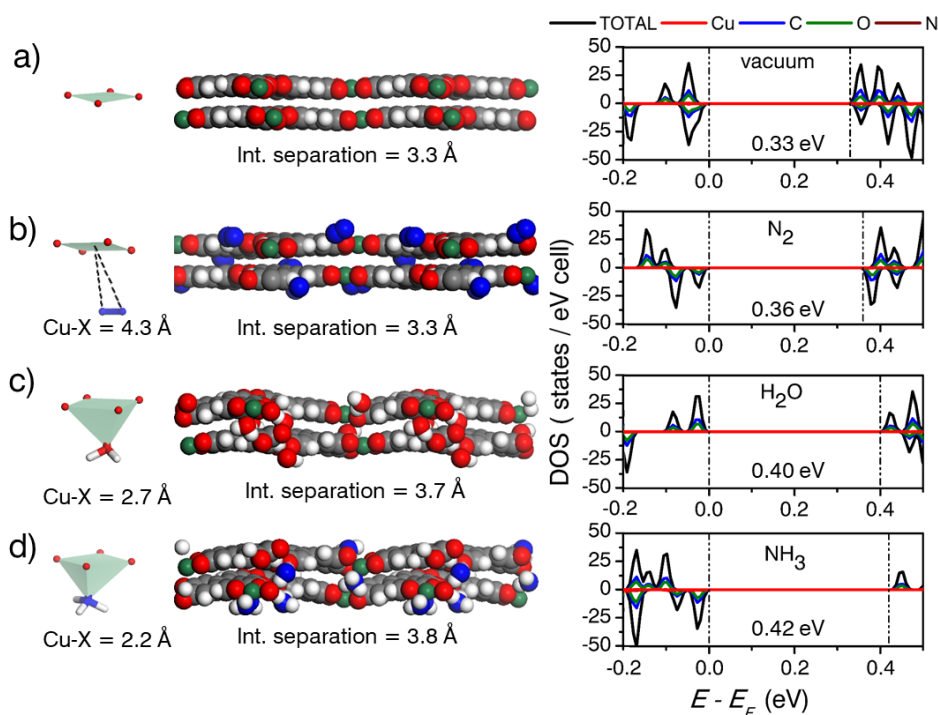 TOTAL Cu C O N
a)
Int. separation = 3.3 Å
b)
Cu-X = 4.3 Å
Int. separation = 3.3 Å
c)
Cu-X = 2.7 Å
Int. separation = 3.7 Å
d)
Cu-X = 2.2 Å
Int. separation = 3.8 Å
DOS ( states / eV cell)
50
25
0
-25
-50
vacuum
0.33 eV
-0.2 0.0 0.2 0.4
50
25
0
-25
-50
N₂
0.36 eV
-0.2 0.0 0.2 0.4
50
25
0
-25
-50
H₂O
0.40 eV
-0.2 0.0 0.2 0.4
50
25
0
-25
-50
NH₃
0.42 eV
-0.2 0.0 0.2 0.4
E - E_F (eV)